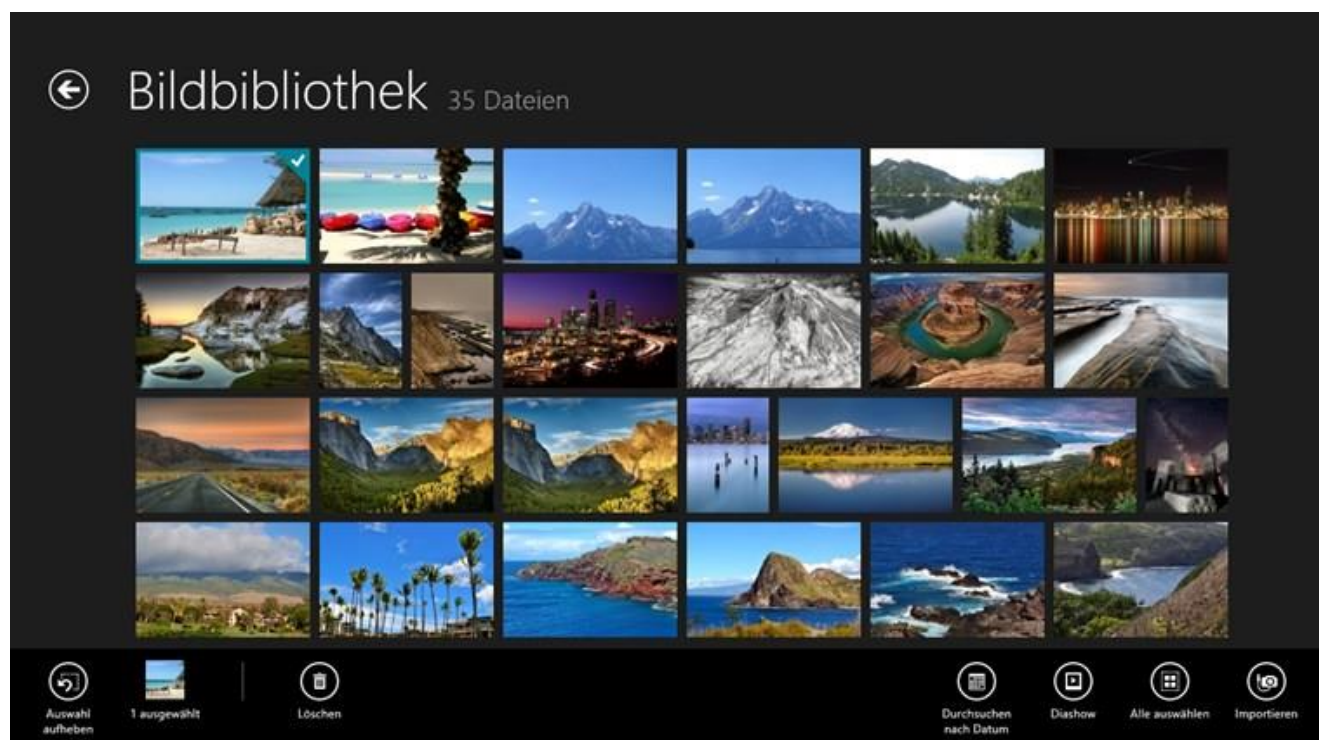 Bildbibliothek 35 Dateien
Auswahl
aufheben
1 ausgewählt
Löschen
Durchsuchen
nach Datum
Diashow
Alle auswählen
Importieren